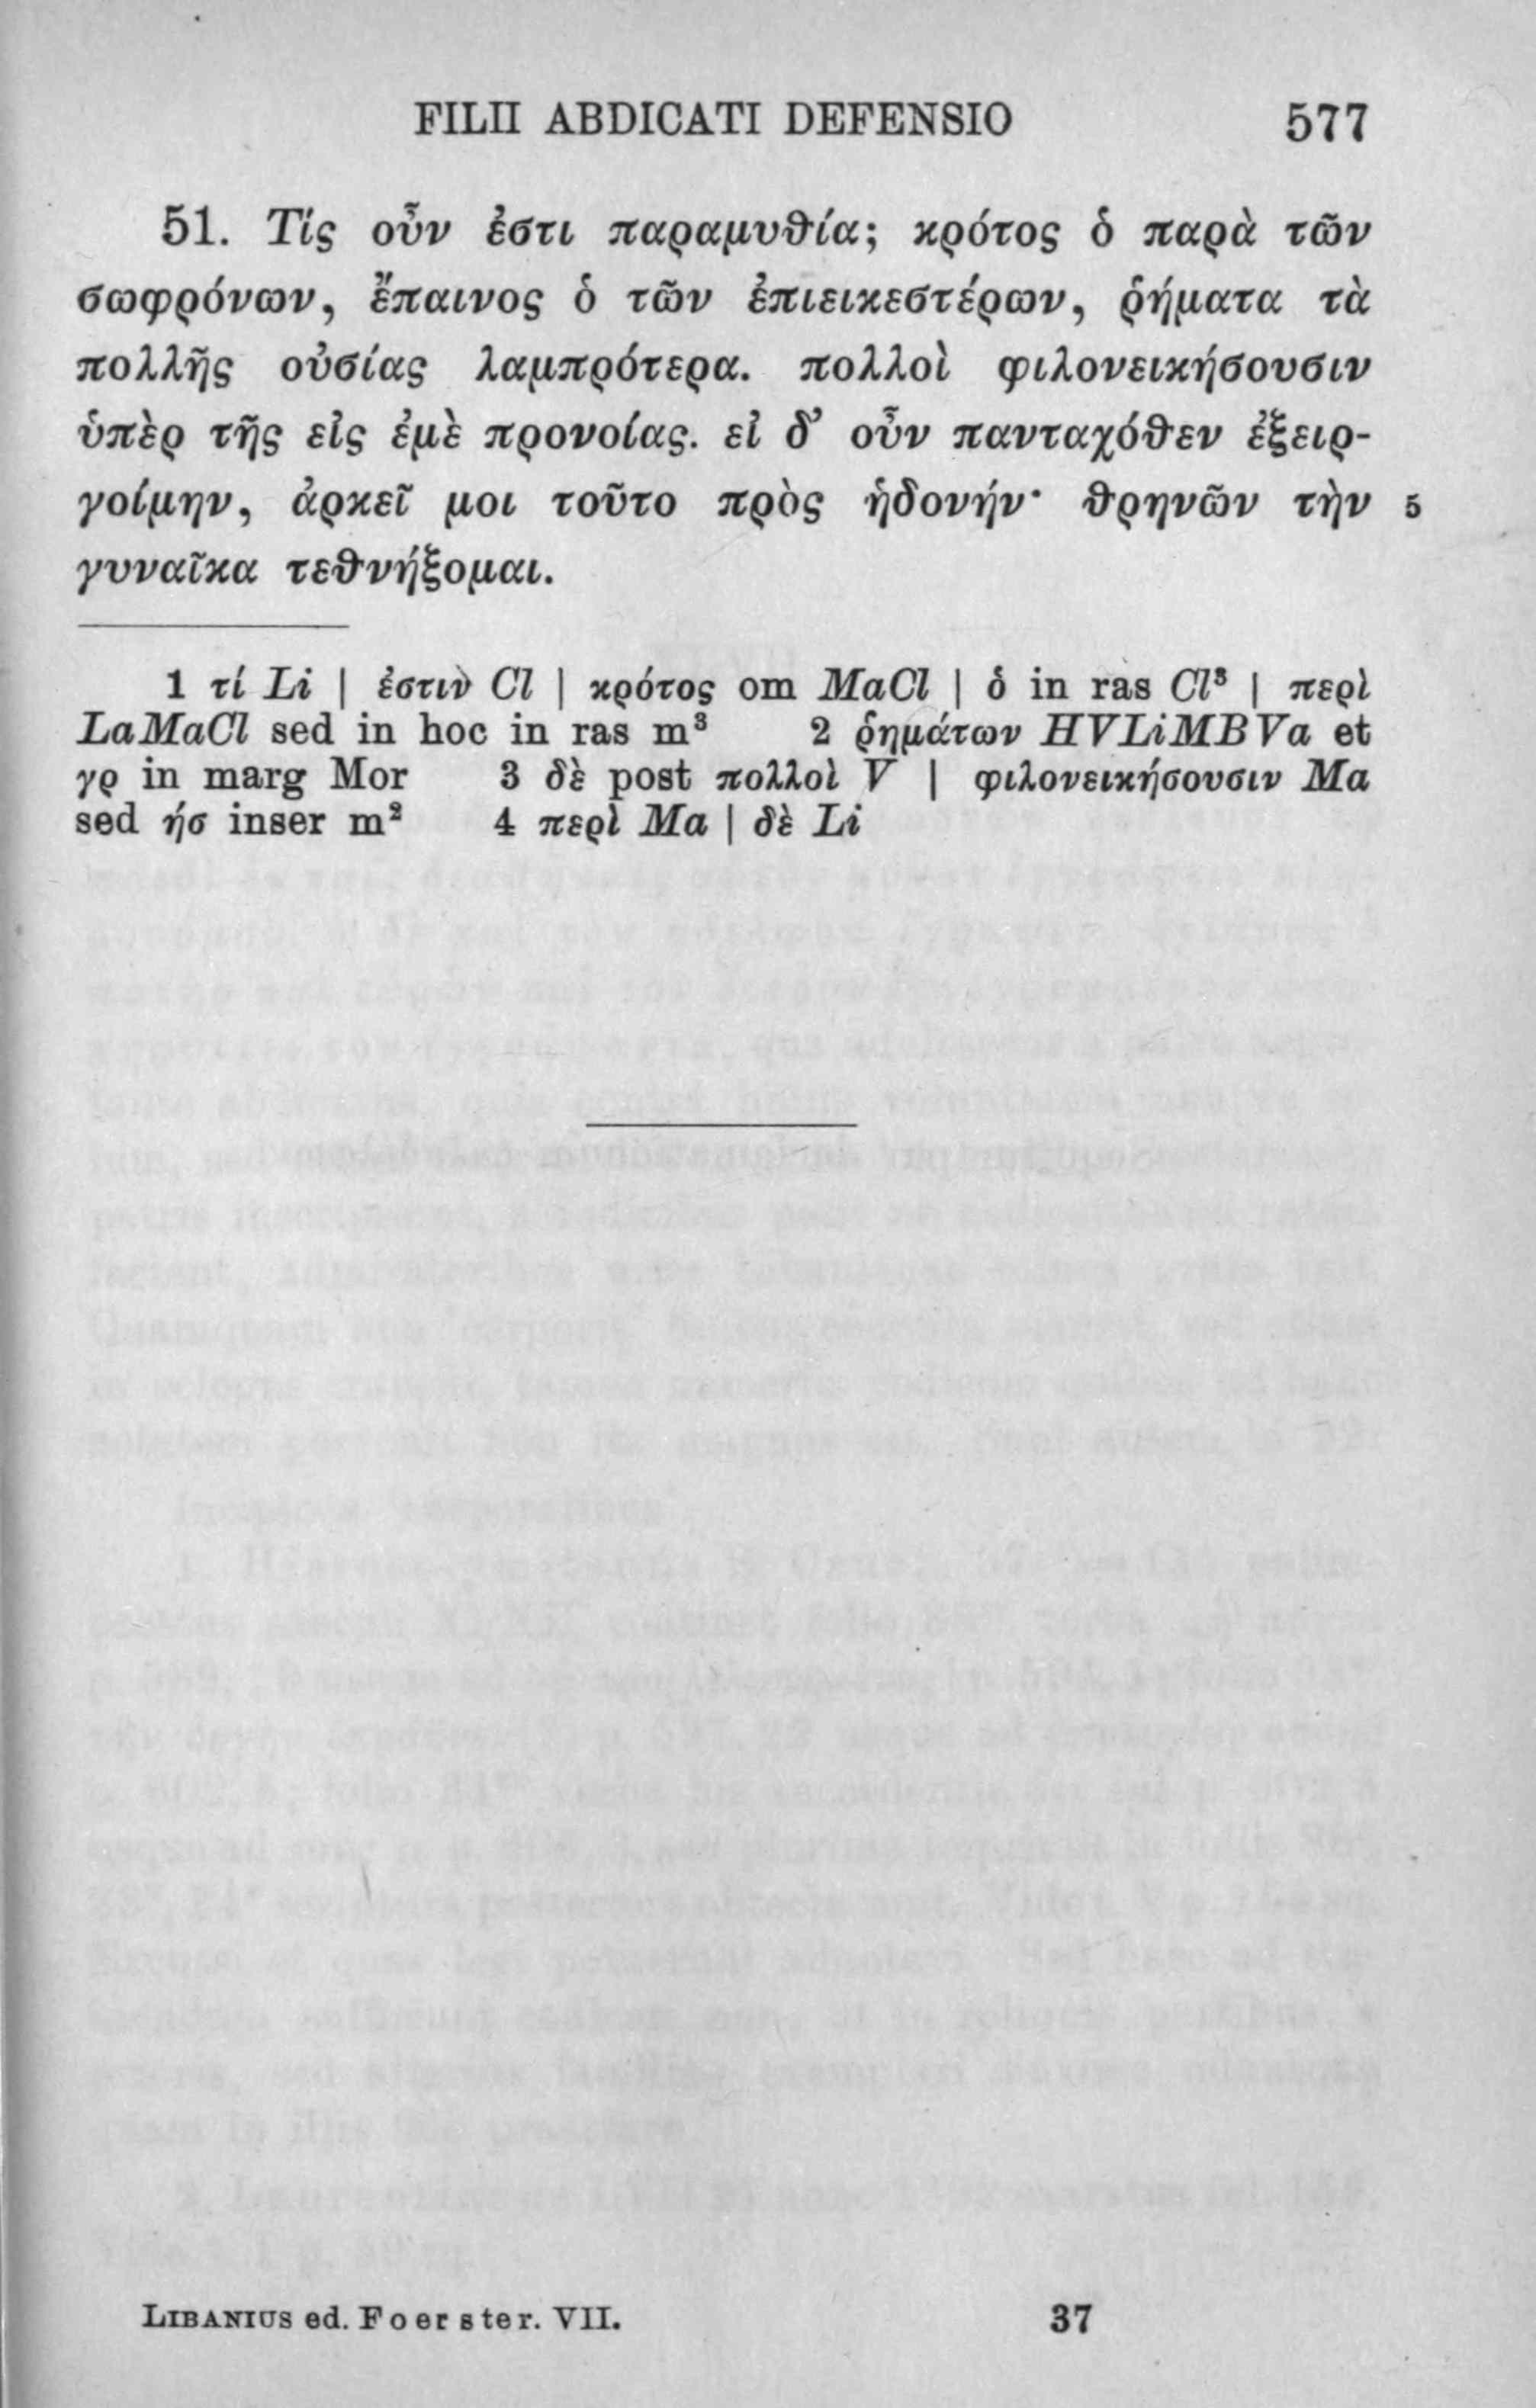 FILII ABDICATI DEFENSIO 577
51. Τίς οὖν ἐστι παραμυθία; κρότος ὁ παρὰ τῶν
σωφρόνων, ἔπαινος ὁ τῶν ἐπιεικεστέρων, ῥήματα τὰ
πολλῆς οὐσίας λαμπρότερα. πολλοὶ φιλονεικήσουσιν
ὑπὲρ τῆς εἰς ἐμὲ προνοίας. εἰ δ’ οὖν πανταχόθεν ἐξειρ-
γοίμην, ἀρκεῖ μοι τοῦτο πρὸς ἡδονήν· θρηνῶν τὴν 5
γυναῖκα τεθνήξομαι.
1 τί Li | ἐστιν̀ Cl | κρότος om MaCl | ὁ in ras Cl³ | περὶ
LaMaCl sed in hoc in ras m³ 2 ῥημάτων HVLiMBVa et
γρ in marg Mor 3 δὲ post πολλοὶ V | φιλονεικήσουσιν Ma
sed ήσ inser m² 4 περὶ Ma | δὲ Li
LIBANIUS ed. Foerster. VII. 37